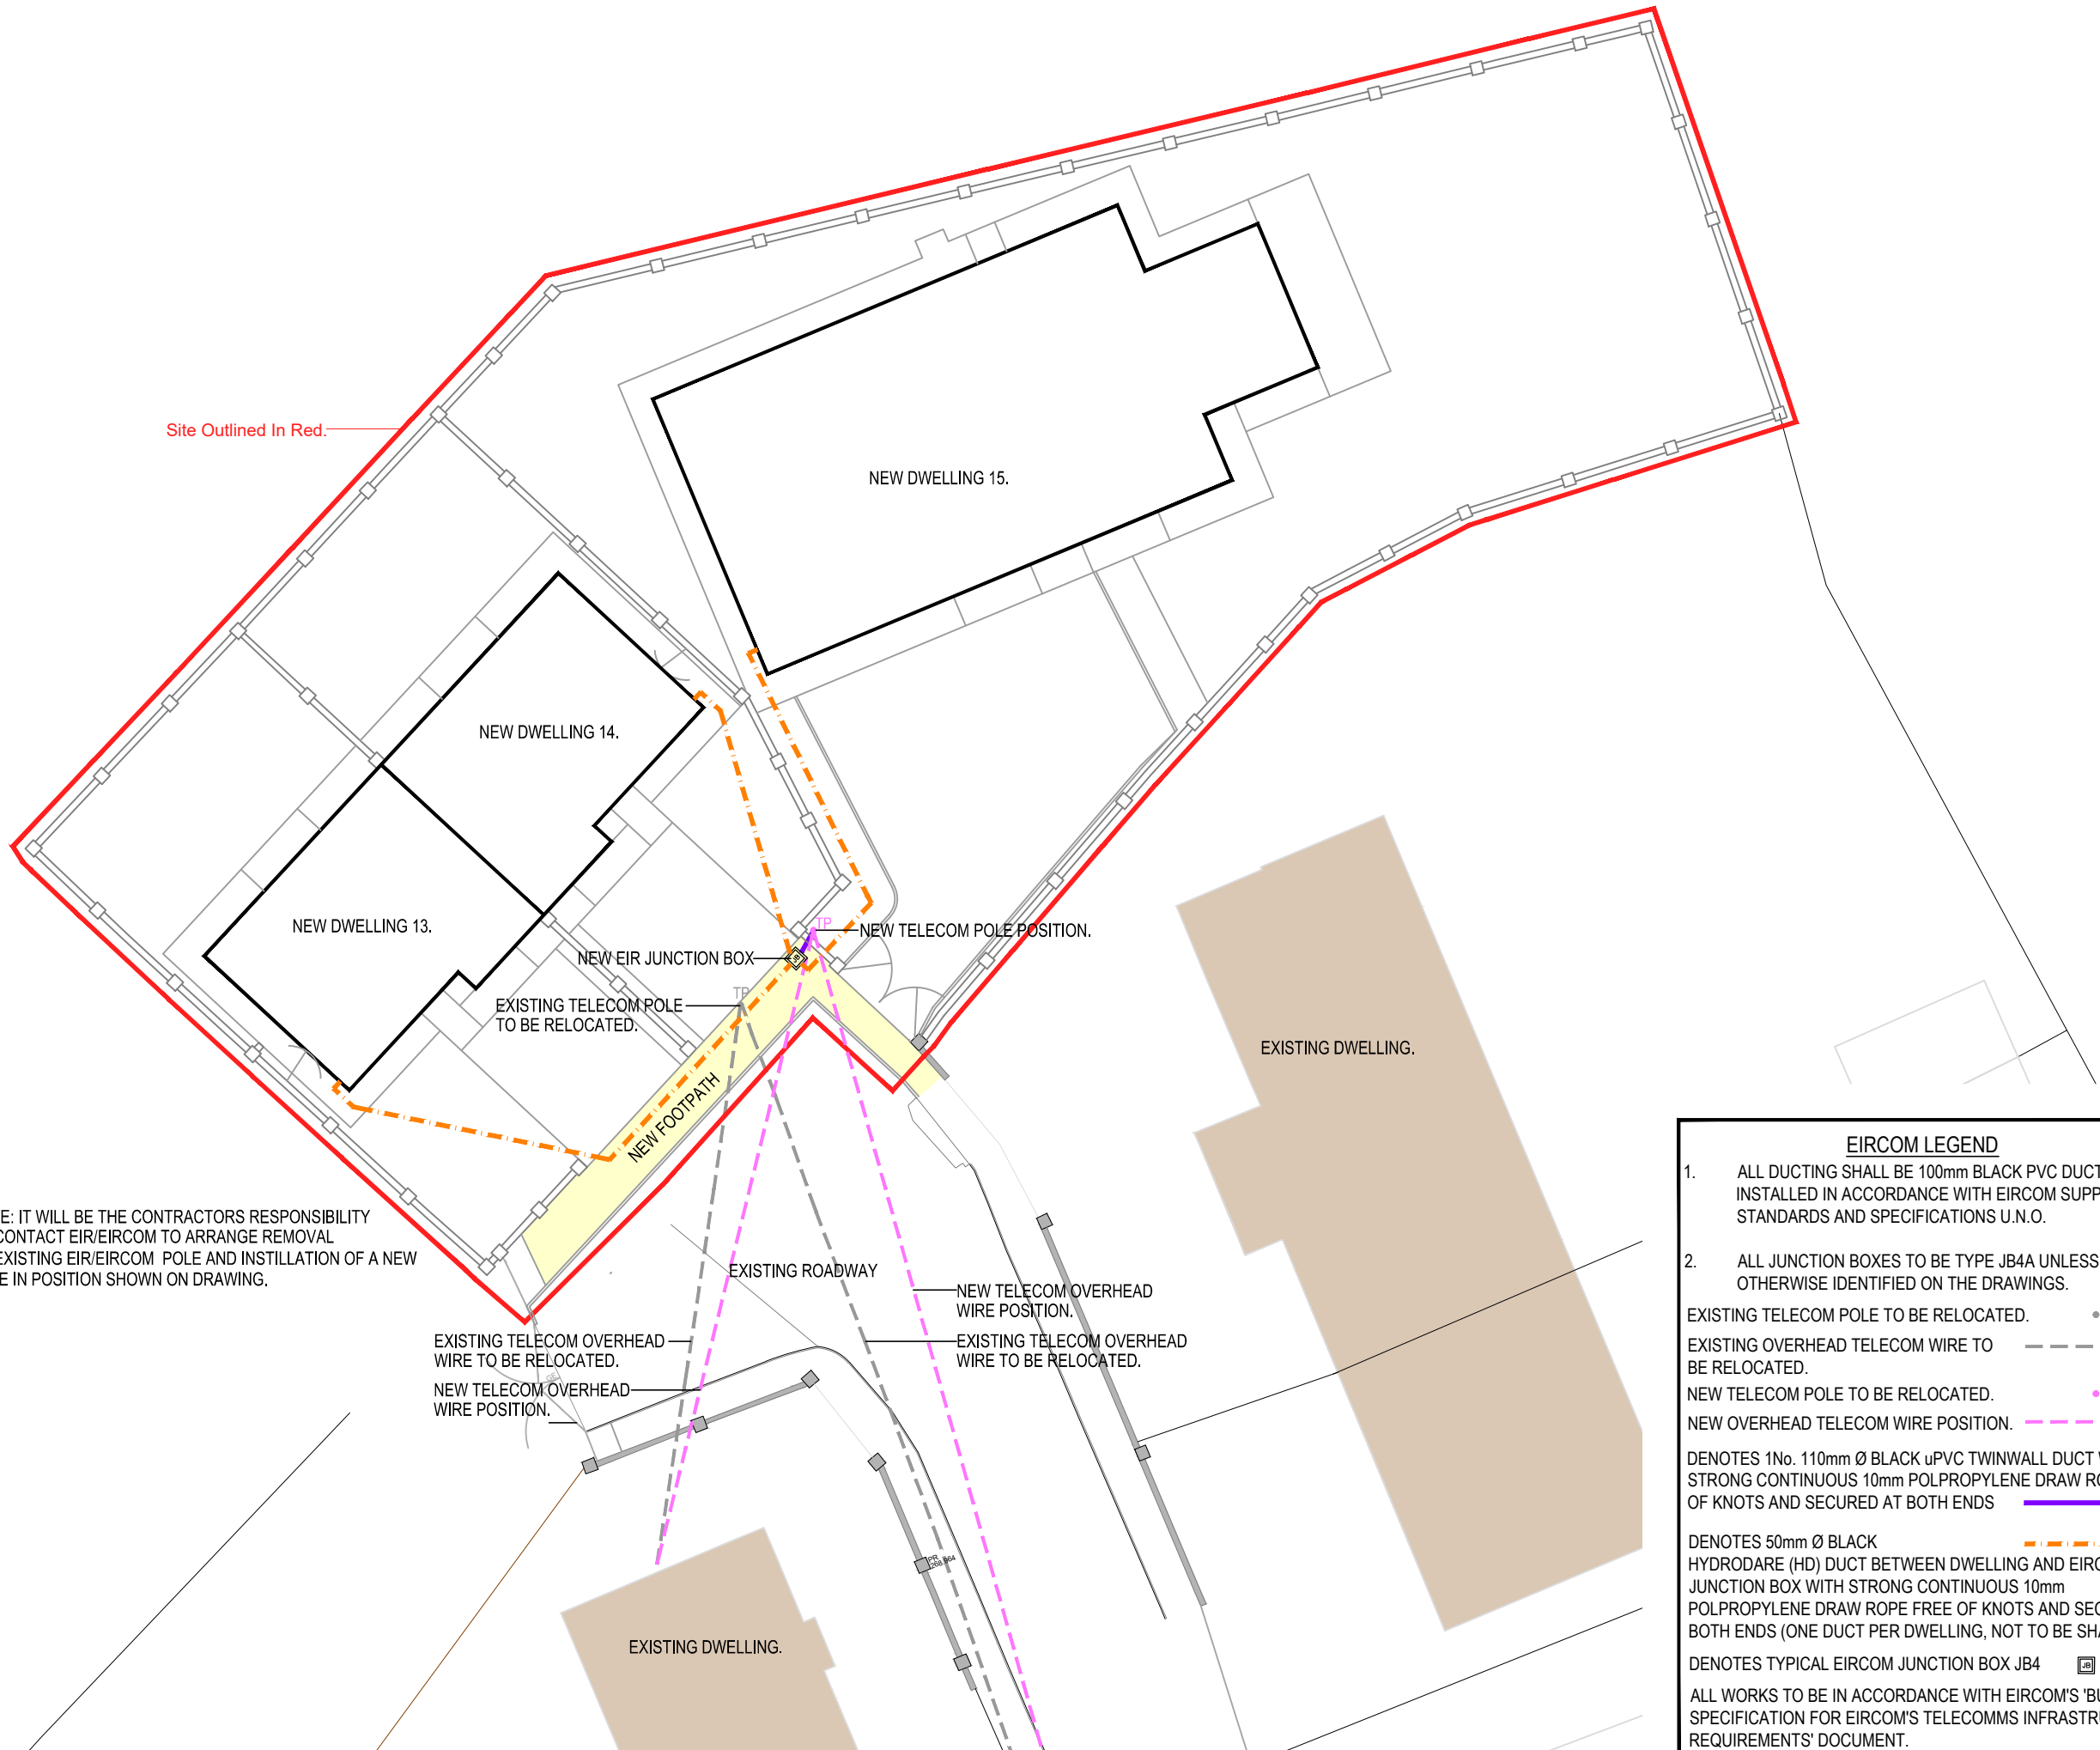 Site Outlined In Red.
NEW DWELLING 15.
NEW DWELLING 14.
NEW DWELLING 13.
TP
NEW TELECOM POLE POSITION.
NEW EIR JUNCTION BOX
JB
TP
EXISTING TELECOM POLE
TO BE RELOCATED.
NEW FOOTPATH
EXISTING DWELLING.
E: IT WILL BE THE CONTRACTORS RESPONSIBILITY
CONTACT EIR/EIRCOM TO ARRANGE REMOVAL
EXISTING EIR/EIRCOM POLE AND INSTILLATION OF A NEW
E IN POSITION SHOWN ON DRAWING.
EXISTING ROADWAY
NEW TELECOM OVERHEAD
WIRE POSITION.
EXISTING TELECOM OVERHEAD
WIRE TO BE RELOCATED.
EXISTING TELECOM OVERHEAD
WIRE TO BE RELOCATED.
NEW TELECOM OVERHEAD
WIRE POSITION.
EXISTING DWELLING.
EIRCOM LEGEND
1. ALL DUCTING SHALL BE 100mm BLACK PVC DUCT
INSTALLED IN ACCORDANCE WITH EIRCOM SUPP
STANDARDS AND SPECIFICATIONS U.N.O.
2. ALL JUNCTION BOXES TO BE TYPE JB4A UNLESS
OTHERWISE IDENTIFIED ON THE DRAWINGS.
EXISTING TELECOM POLE TO BE RELOCATED.
EXISTING OVERHEAD TELECOM WIRE TO
BE RELOCATED.
NEW TELECOM POLE TO BE RELOCATED.
NEW OVERHEAD TELECOM WIRE POSITION.
DENOTES 1No. 110mm Ø BLACK uPVC TWINWALL DUCT
STRONG CONTINUOUS 10mm POLPROPYLENE DRAW RO
OF KNOTS AND SECURED AT BOTH ENDS
DENOTES 50mm Ø BLACK
HYDRODARE (HD) DUCT BETWEEN DWELLING AND EIRC
JUNCTION BOX WITH STRONG CONTINUOUS 10mm
POLPROPYLENE DRAW ROPE FREE OF KNOTS AND SEC
BOTH ENDS (ONE DUCT PER DWELLING, NOT TO BE SHA
DENOTES TYPICAL EIRCOM JUNCTION BOX JB4 JB
ALL WORKS TO BE IN ACCORDANCE WITH EIRCOM'S 'BU
SPECIFICATION FOR EIRCOM'S TELECOMMS INFRASTRU
REQUIREMENTS' DOCUMENT.